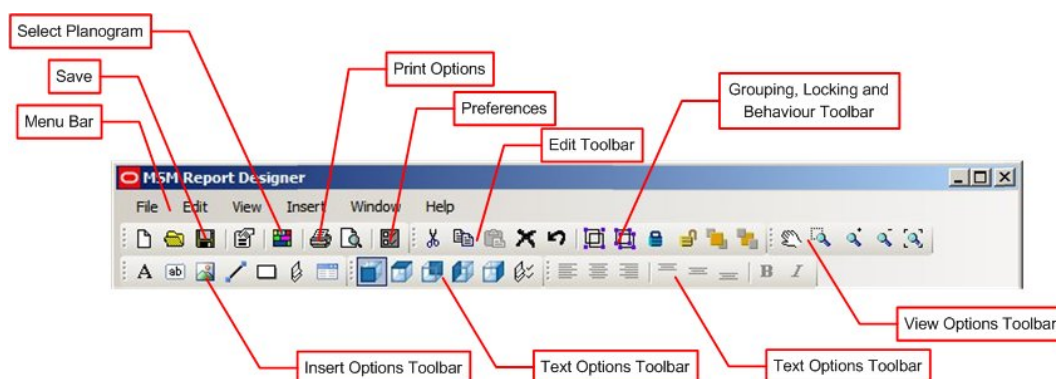 Select Planogram
Save
Menu Bar
Print Options
Preferences
Edit Toolbar
Grouping, Locking and
Behaviour Toolbar
MSM Report Designer
File Edit View Insert Window Help
A ab B I
View Options Toolbar
Insert Options Toolbar
Text Options Toolbar
Text Options Toolbar